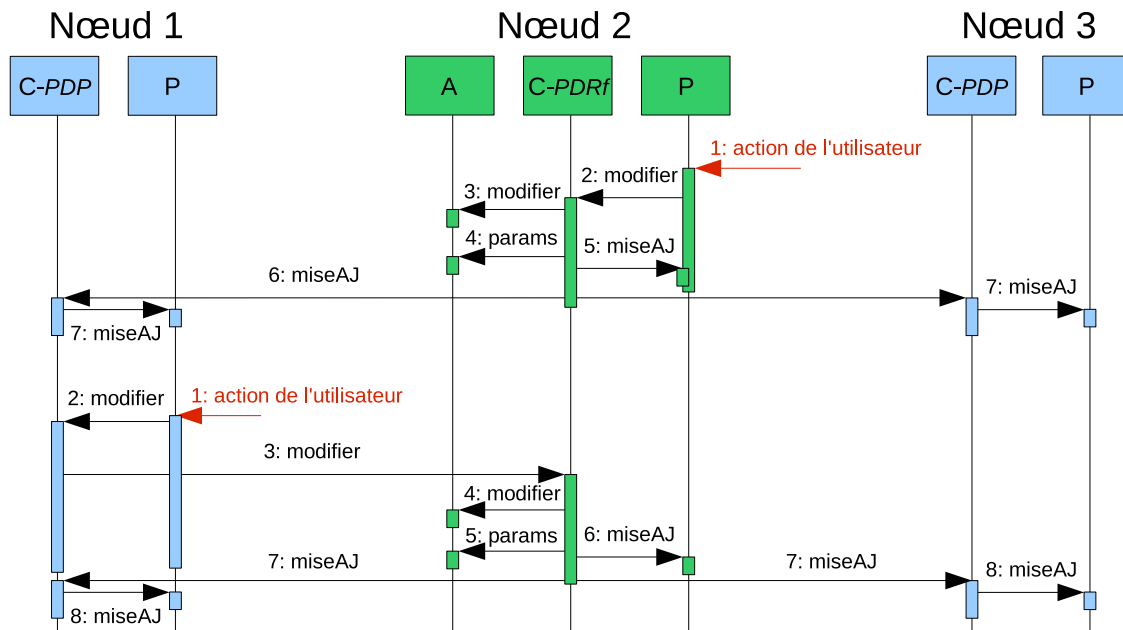 Nœud 1
Nœud 2
Nœud 3
C-PDP
P
A
C-PDRf
P
C-PDP
P
1: action de l'utilisateur
2: modifier
3: modifier
4: params
5: miseAJ
6: miseAJ
7: miseAJ
7: miseAJ
1: action de l'utilisateur
2: modifier
3: modifier
4: modifier
5: params
6: miseAJ
7: miseAJ
7: miseAJ
8: miseAJ
8: miseAJ